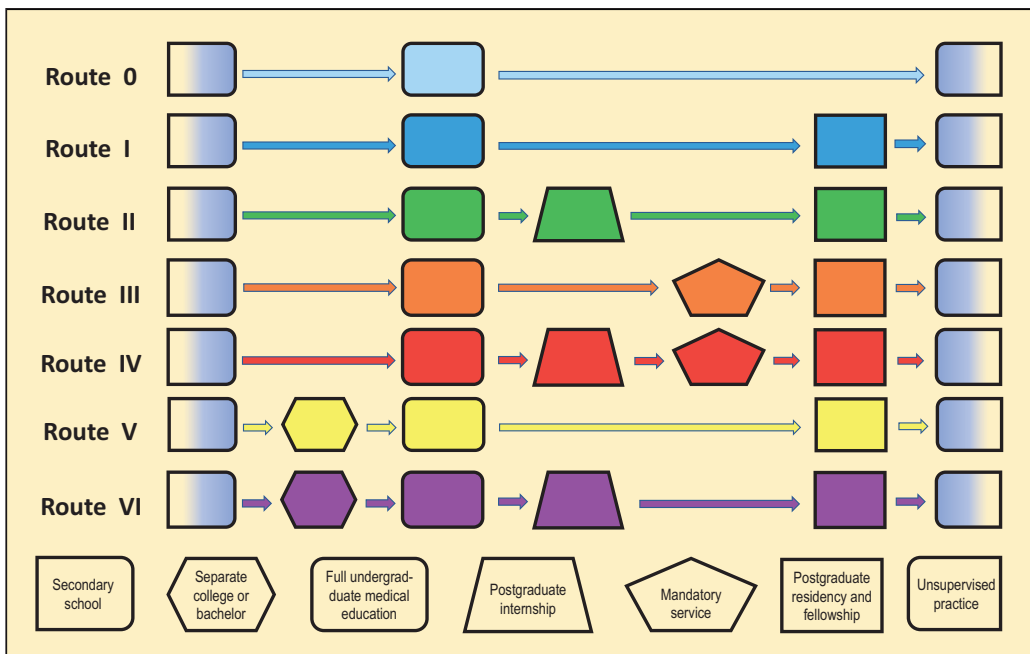 Route 0
Route I
Route II
Route III
Route IV
Route V
Route VI
Secondary
school
Separate
college or
bachelor
Full undergrad-
duate medical
education
Postgraduate
internship
Mandatory
service
Postgraduate
residency and
fellowship
Unsupervised
practice